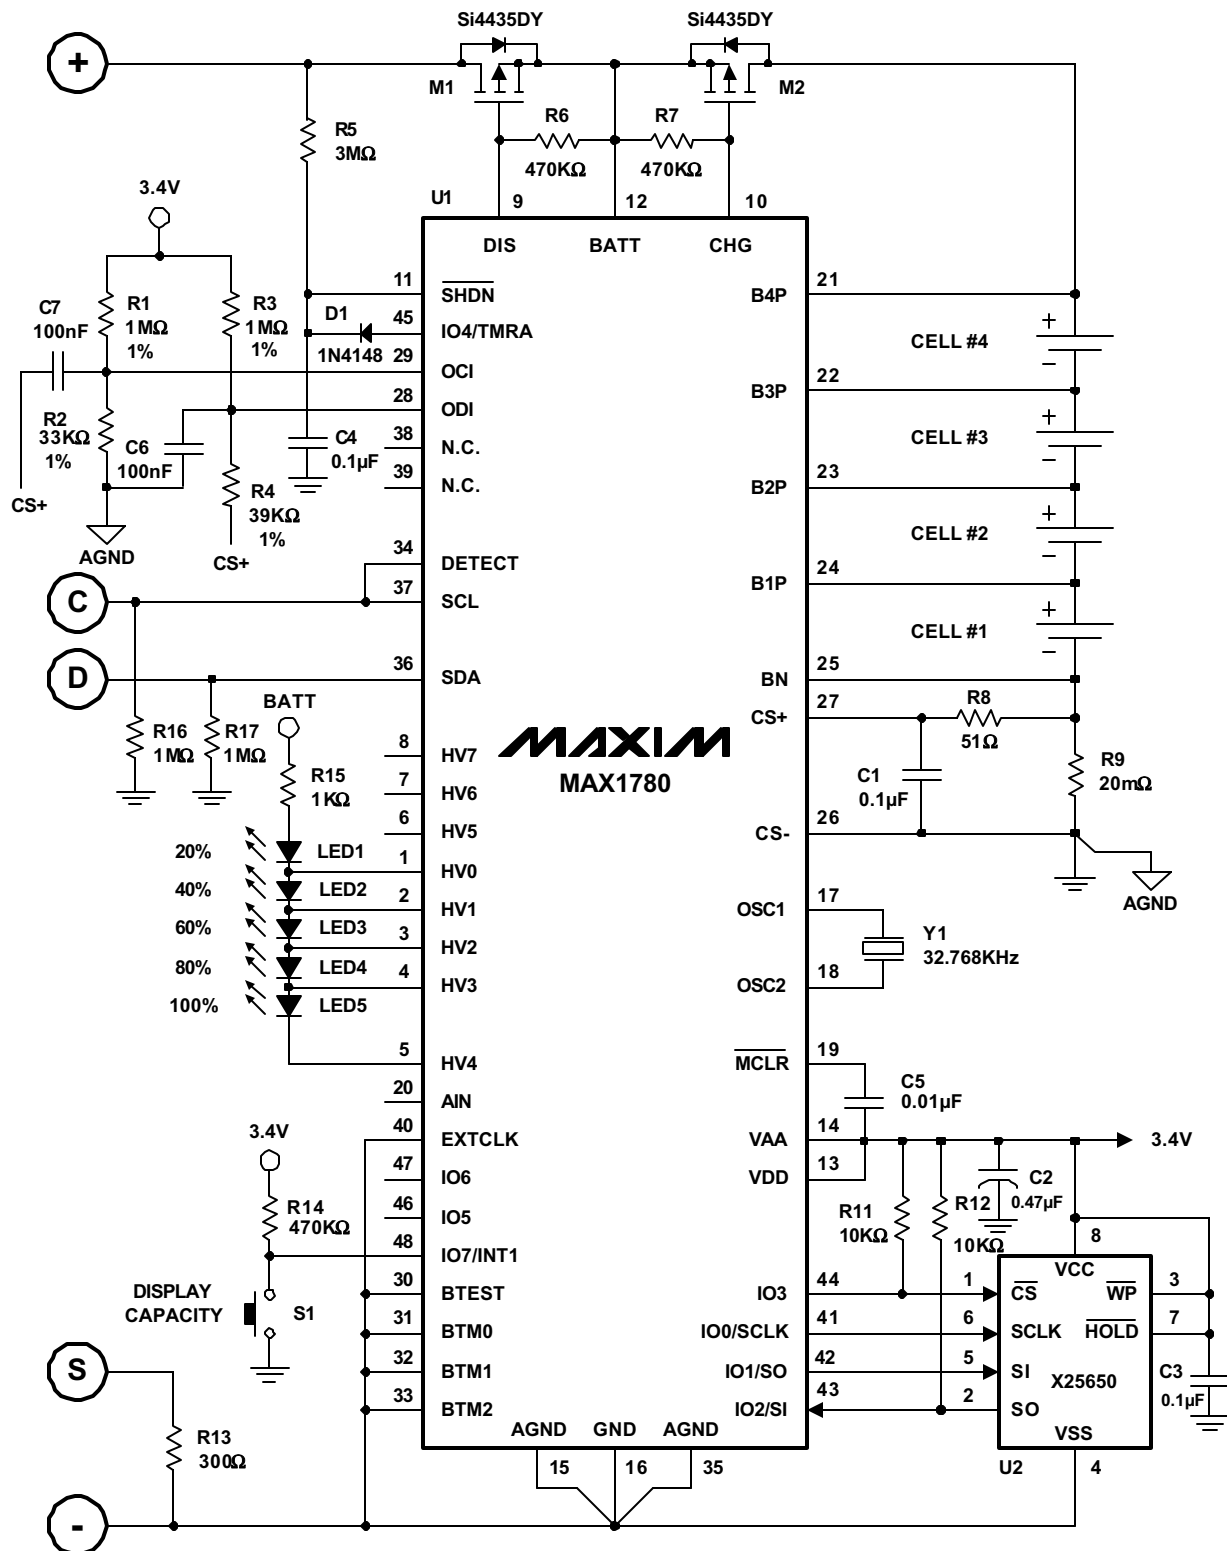 Si4435DY Si4435DY
+
M1 M2
R5
3MΩ
R6 R7
470KΩ 470KΩ
3.4V
U1 9 12 10
DIS BATT CHG
11 SHDN B4P 21
C7
100nF
R1
1MΩ
1%
R3
1MΩ
1%
D1
1N4148
45 IO4/TMRA
CELL #4
+
−
29 OCI
B3P 22
28 ODI
R2
33KΩ
1%
C6
100nF
C4
0.1µF
38 N.C.
CELL #3
+
−
39 N.C.
B2P 23
CS+
R4
39KΩ
1%
AGND
CS+
CELL #2
+
−
34 DETECT
B1P 24
C
37 SCL
CELL #1
+
−
D
36 SDA
BN 25
BATT
CS+ 27
R8
51Ω
R16
1MΩ
R17
1MΩ
8 HV7
MAXIM
MAX1780
R15
1KΩ
7 HV6
C1
0.1µF
R9
20mΩ
6 HV5
CS- 26
20% LED1
1 HV0
AGND
40% LED2
2 HV1
OSC1 17
60% LED3
3 HV2
Y1
32.768KHz
80% LED4
4 HV3
OSC2 18
100% LED5
5 HV4
MCLR 19
C5
0.01µF
20 AIN
3.4V
40 EXTCLK
VAA 14
3.4V
47 IO6
VDD 13
C2
0.47µF
R14
470KΩ
46 IO5
R11
10KΩ
R12
10KΩ
48 IO7/INT1
8
VCC
DISPLAY
CAPACITY
S1
30 BTEST
IO3 44
1 CS WP 3
31 BTM0
IO0/SCLK 41
6 SCLK HOLD 7
S
32 BTM1
IO1/SO 42
5 SI
X25650
C3
0.1µF
33 BTM2
IO2/SI 43
2 SO
AGND GND AGND
VSS
R13
300Ω
15 16 35
U2 4
-